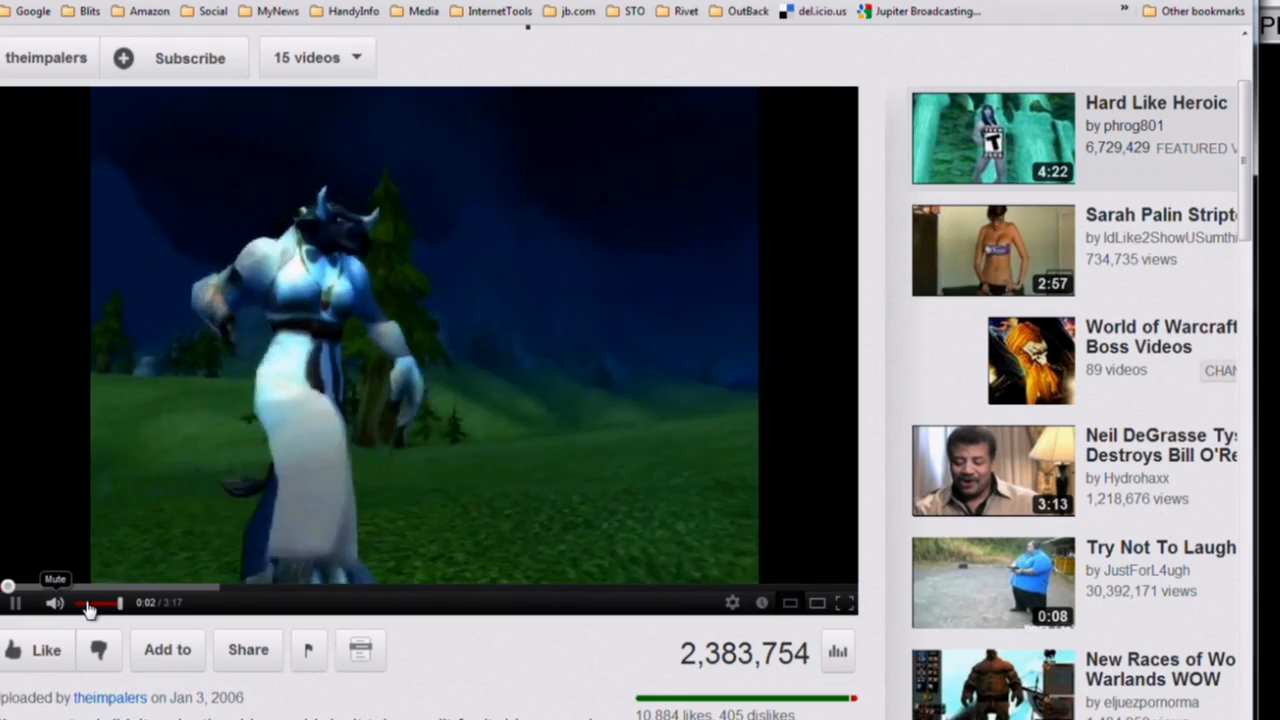 Google Blits Amazon Social MyNews HandyInfo Media InternetTools jb.com STO Rivet OutBack del.icio.us Jupiter Broadcasting... » Other bookmarks
theimpalers Subscribe 15 videos
Hard Like Heroic
by phrog801
6,729,429 FEATURED V
4:22
Sarah Palin Stript
by IdLike2ShowUSumth
734,735 views
2:57
World of Warcraft
Boss Videos
89 videos CHAN
Neil DeGrasse Ty
Destroys Bill O'Re
by Hydrohaxx
1,218,676 views
3:13
Try Not To Laugh
by JustForL4ugh
30,392,171 views
0:08
New Races of Wo
Warlands WOW
by eljuezpornorma
Mute
0:02 / 3:17
Like Add to Share 2,383,754
ploaded by theimpalers on Jan 3, 2006
10,884 likes, 405 dislikes